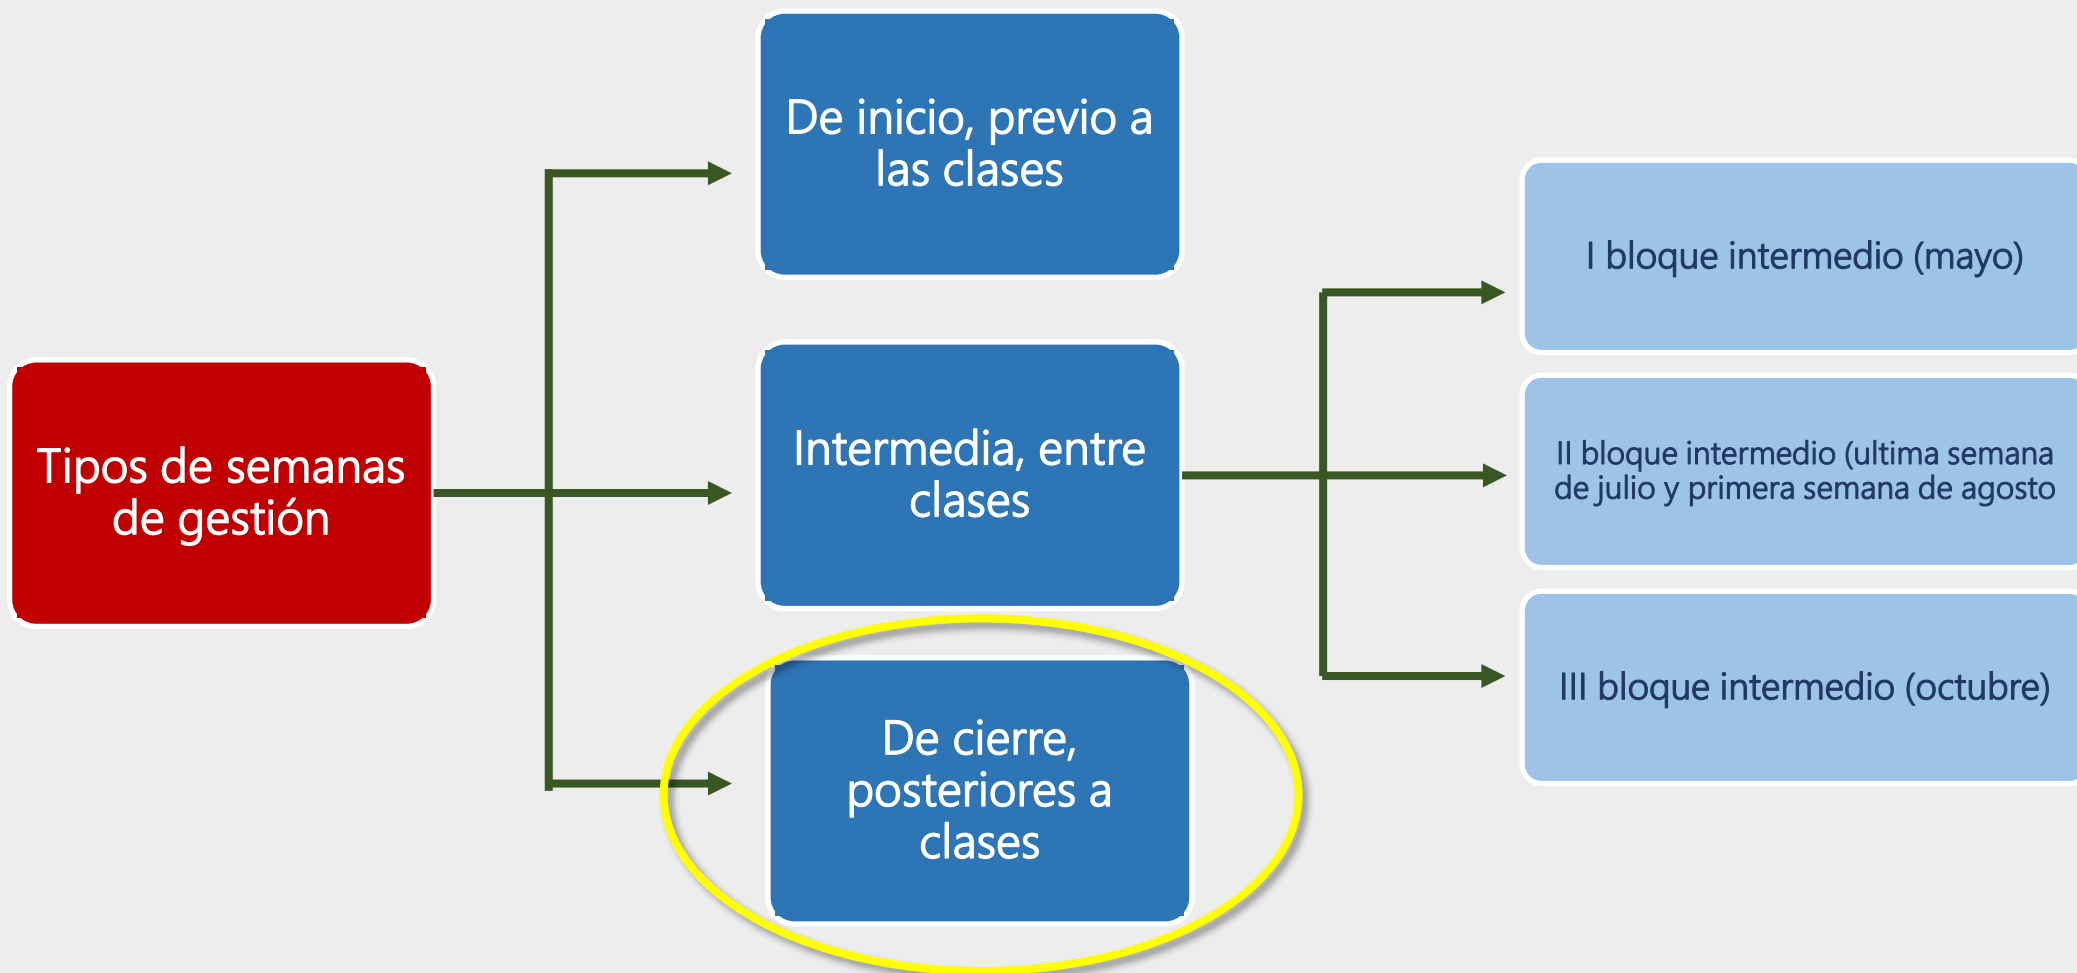 Tipos de semanas
de gestión
De inicio, previo a
las clases
Intermedia, entre
clases
De cierre,
posteriores a
clases
I bloque intermedio (mayo)
II bloque intermedio (ultima semana
de julio y primera semana de agosto
III bloque intermedio (octubre)